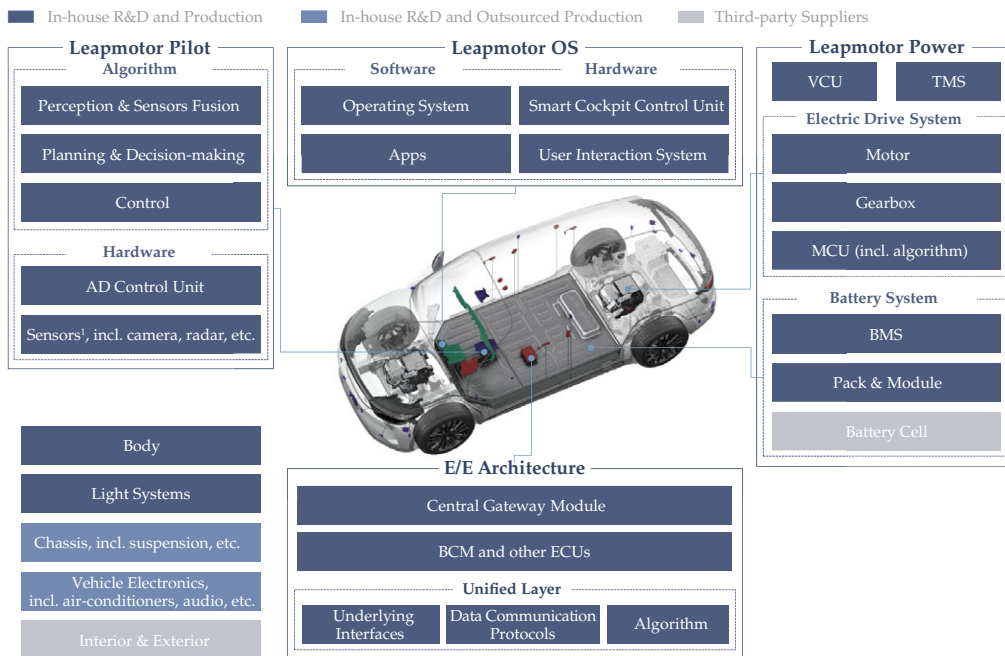 In-house R&D and Production
In-house R&D and Outsourced Production
Third-party Suppliers
Leapmotor Pilot
Algorithm
Perception & Sensors Fusion
Planning & Decision-making
Control
Hardware
AD Control Unit
Sensors¹, incl. camera, radar, etc.
Leapmotor OS
Software
Hardware
Operating System
Smart Cockpit Control Unit
Apps
User Interaction System
Leapmotor Power
VCU
TMS
Electric Drive System
Motor
Gearbox
MCU (incl. algorithm)
Battery System
BMS
Pack & Module
Battery Cell
Body
Light Systems
Chassis, incl. suspension, etc.
Vehicle Electronics,
incl. air-conditioners, audio, etc.
Interior & Exterior
E/E Architecture
Central Gateway Module
BCM and other ECUs
Unified Layer
Underlying
Interfaces
Data Communication
Protocols
Algorithm